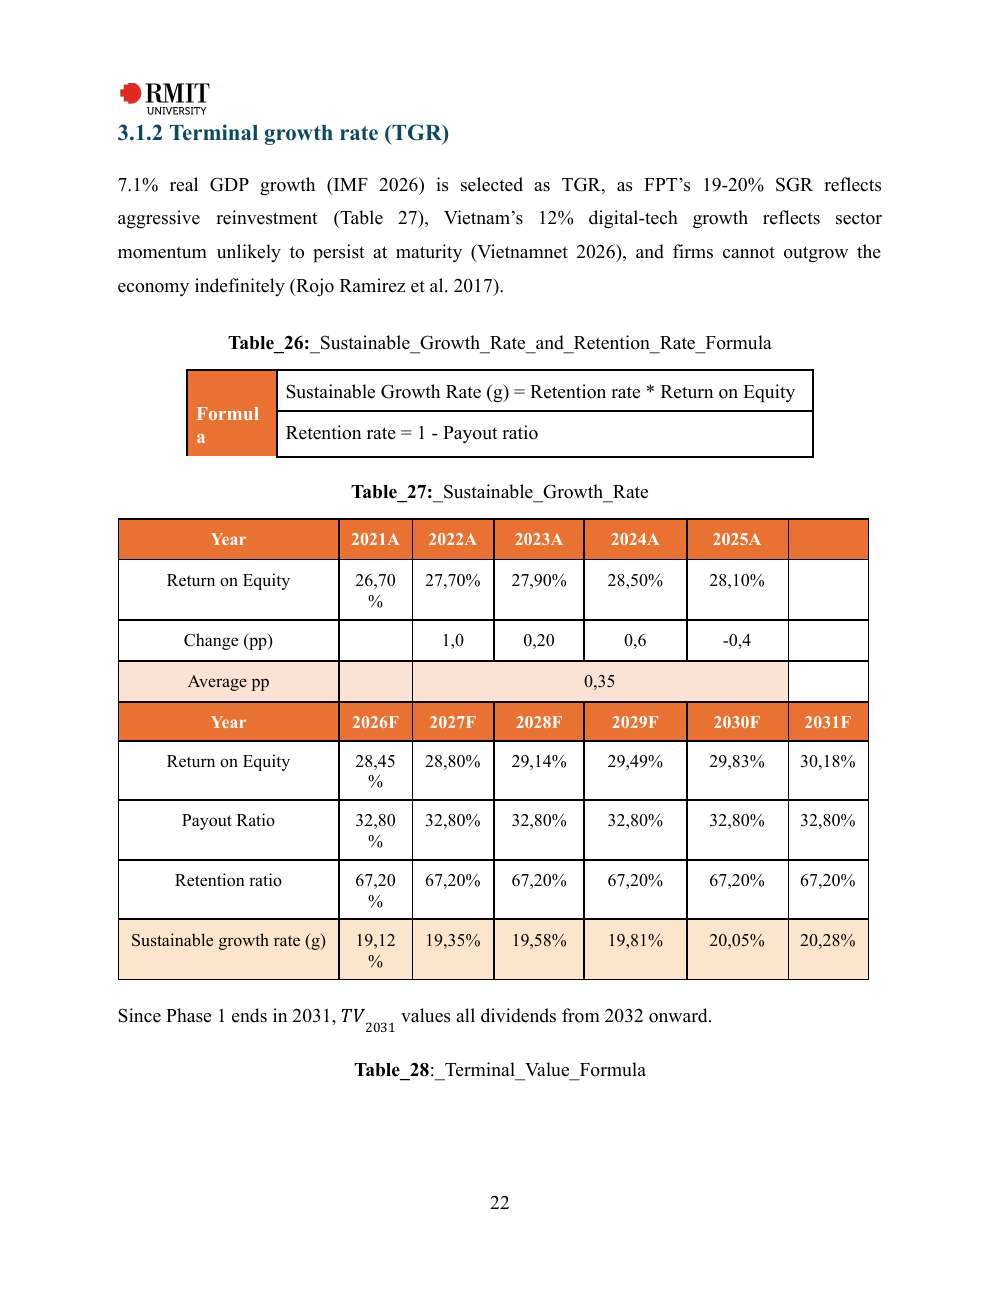 RMIT
UNIVERSITY
3.1.2 Terminal growth rate (TGR)
7.1% real GDP growth (IMF 2026) is selected as TGR, as FPT’s 19-20% SGR reflects
aggressive reinvestment (Table 27), Vietnam’s 12% digital-tech growth reflects sector
momentum unlikely to persist at maturity (Vietnamnet 2026), and firms cannot outgrow the
economy indefinitely (Rojo Ramirez et al. 2017).
Table_26:_Sustainable_Growth_Rate_and_Retention_Rate_Formula
Formul
a
Sustainable Growth Rate (g) = Retention rate * Return on Equity
Retention rate = 1 - Payout ratio
Table_27:_Sustainable_Growth_Rate
Year 2021A 2022A 2023A 2024A 2025A
Return on Equity 26,70 27,70% 27,90% 28,50% 28,10%
%
Change (pp) 1,0 0,20 0,6 -0,4
Average pp 0,35
Year 2026F 2027F 2028F 2029F 2030F 2031F
Return on Equity 28,45 28,80% 29,14% 29,49% 29,83% 30,18%
%
Payout Ratio 32,80 32,80% 32,80% 32,80% 32,80% 32,80%
%
Retention ratio 67,20 67,20% 67,20% 67,20% 67,20% 67,20%
%
Sustainable growth rate (g) 19,12 19,35% 19,58% 19,81% 20,05% 20,28%
%
Since Phase 1 ends in 2031, TV2031 values all dividends from 2032 onward.
Table_28:_Terminal_Value_Formula
22